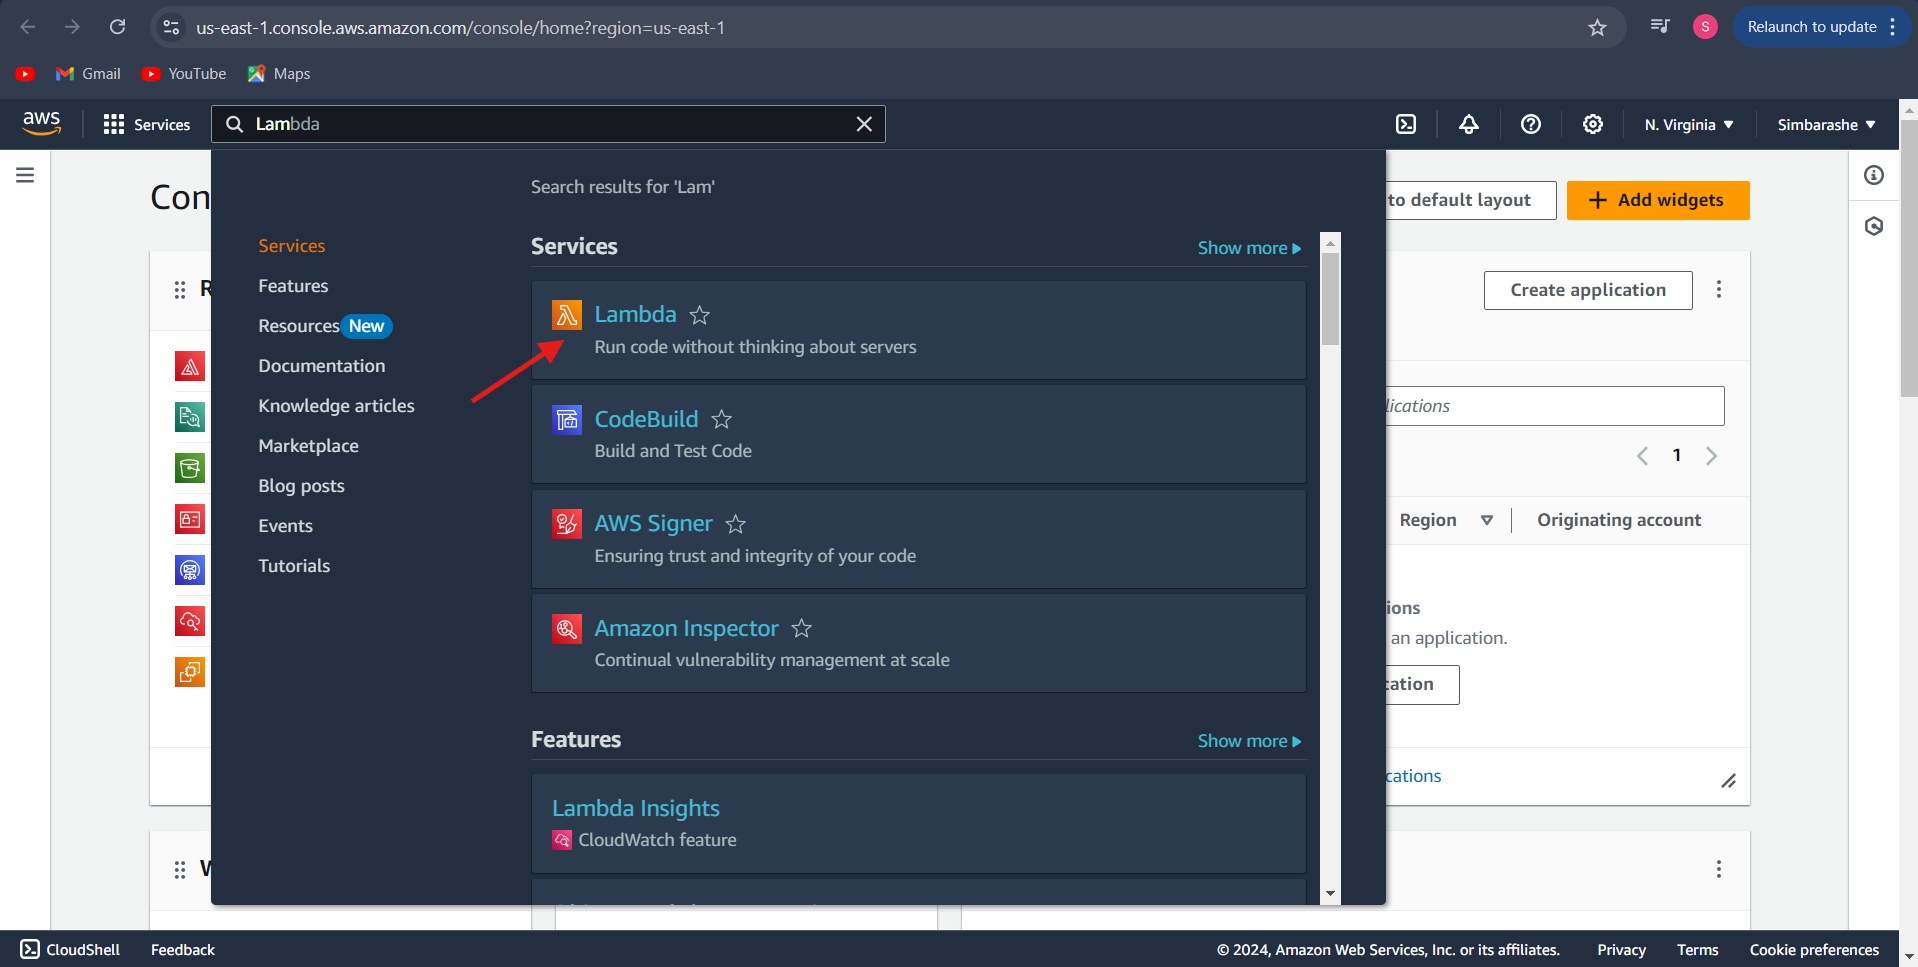 us-east-1.console.aws.amazon.com/console/home?region=us-east-1
S
Relaunch to update
Gmail
YouTube
Maps
aws
Services
Lambda
N. Virginia
Simbarashe
Con
to default layout
Add widgets
Search results for 'Lam'
Services
Features
Resources New
Documentation
Knowledge articles
Marketplace
Blog posts
Events
Tutorials
Services
Show more
Lambda
Run code without thinking about servers
CodeBuild
Build and Test Code
AWS Signer
Ensuring trust and integrity of your code
Amazon Inspector
Continual vulnerability management at scale
Features
Show more
Lambda Insights
CloudWatch feature
Create application
lications
1
Region
Originating account
ions
an application.
cation
cations
CloudShell
Feedback
© 2024, Amazon Web Services, Inc. or its affiliates.
Privacy
Terms
Cookie preferences